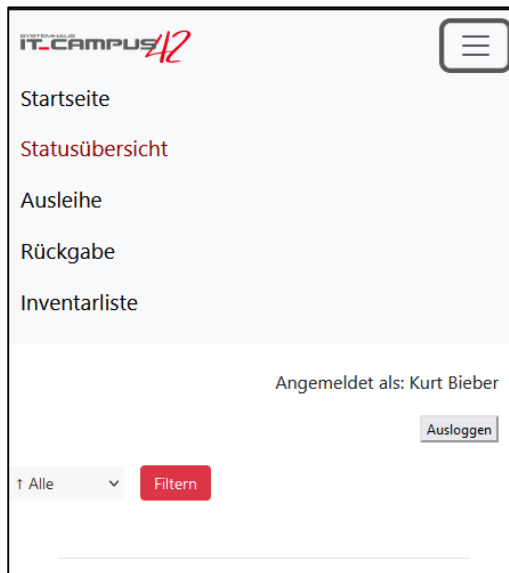 SYSTEMHAUS
IT_CAMPUS42
Startseite
Statusübersicht
Ausleihe
Rückgabe
Inventarliste
Angemeldet als: Kurt Bieber
Ausloggen
↑ Alle
Filtern